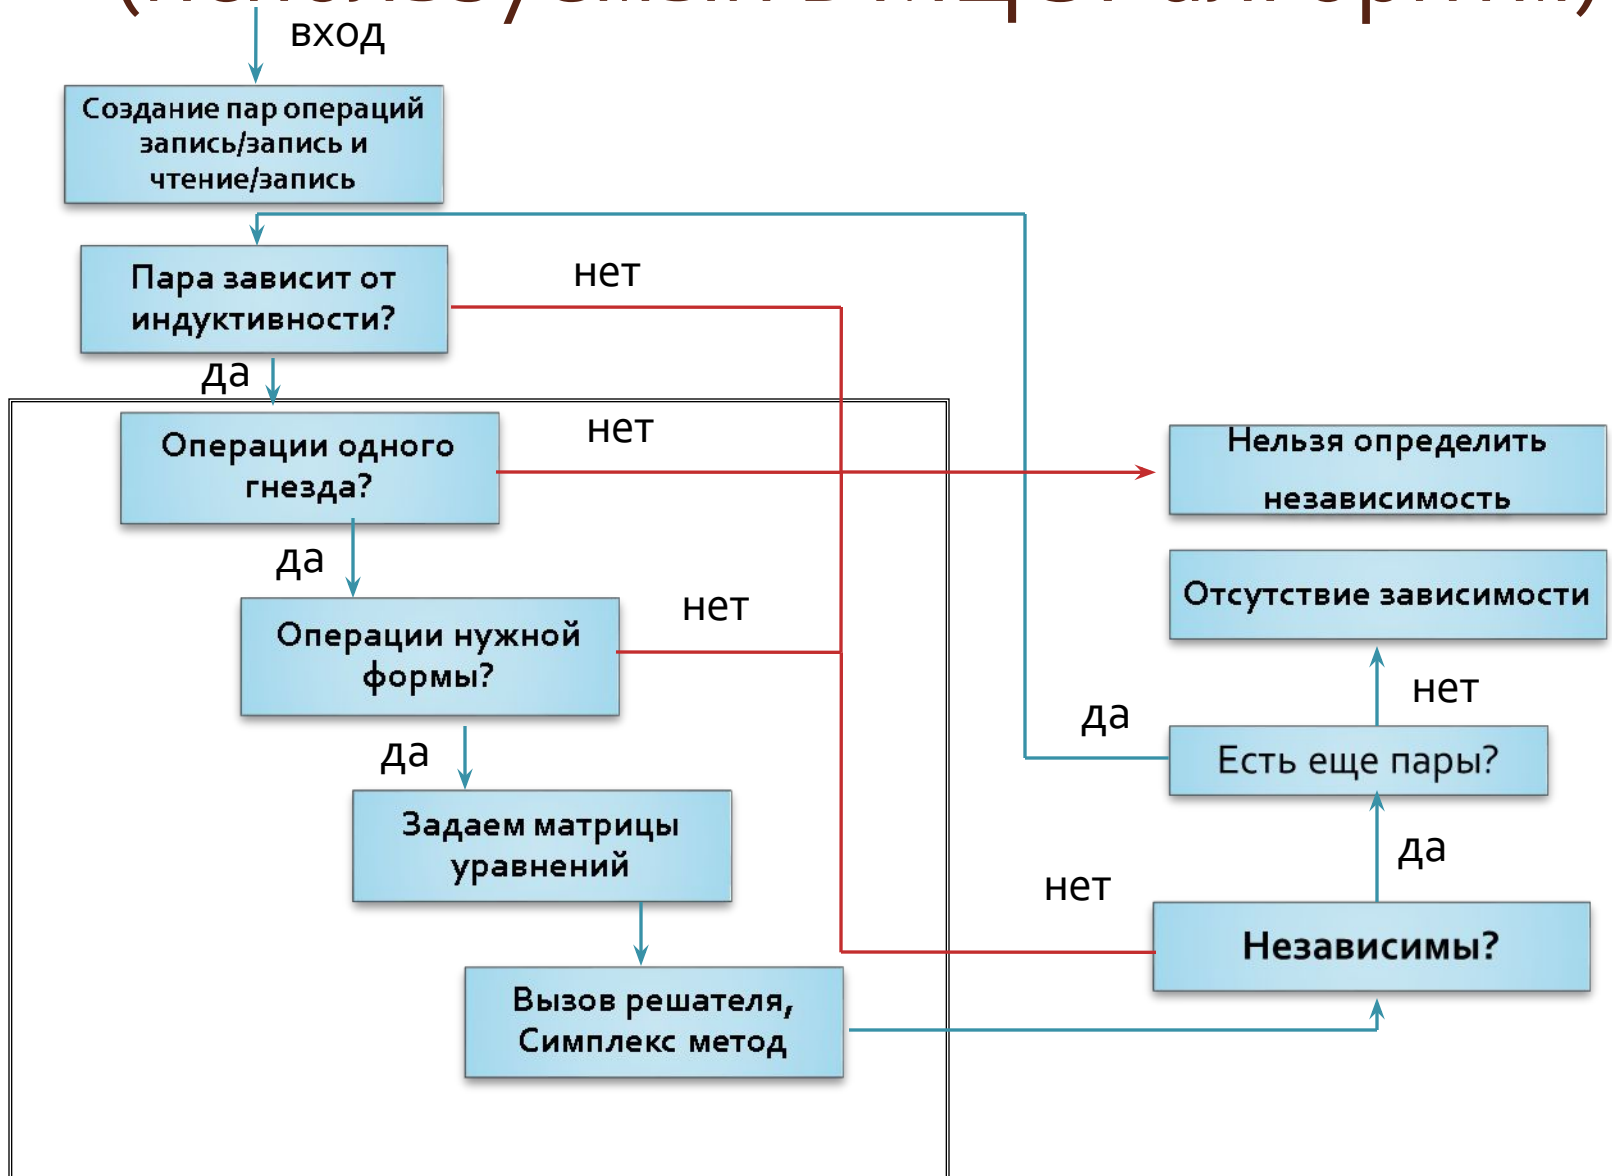 вход
Создание пар операций
запись/запись и
чтение/запись
Пара зависит от
индуктивности?
нет
да
Операции одного
гнезда?
нет
да
Операции нужной
формы?
нет
да
Задаем матрицы
уравнений
Вызов решателя,
Симплекс метод
Нельзя определить
независимость
Отсутствие зависимости
нет
да
Есть еще пары?
да
нет
Независимы?